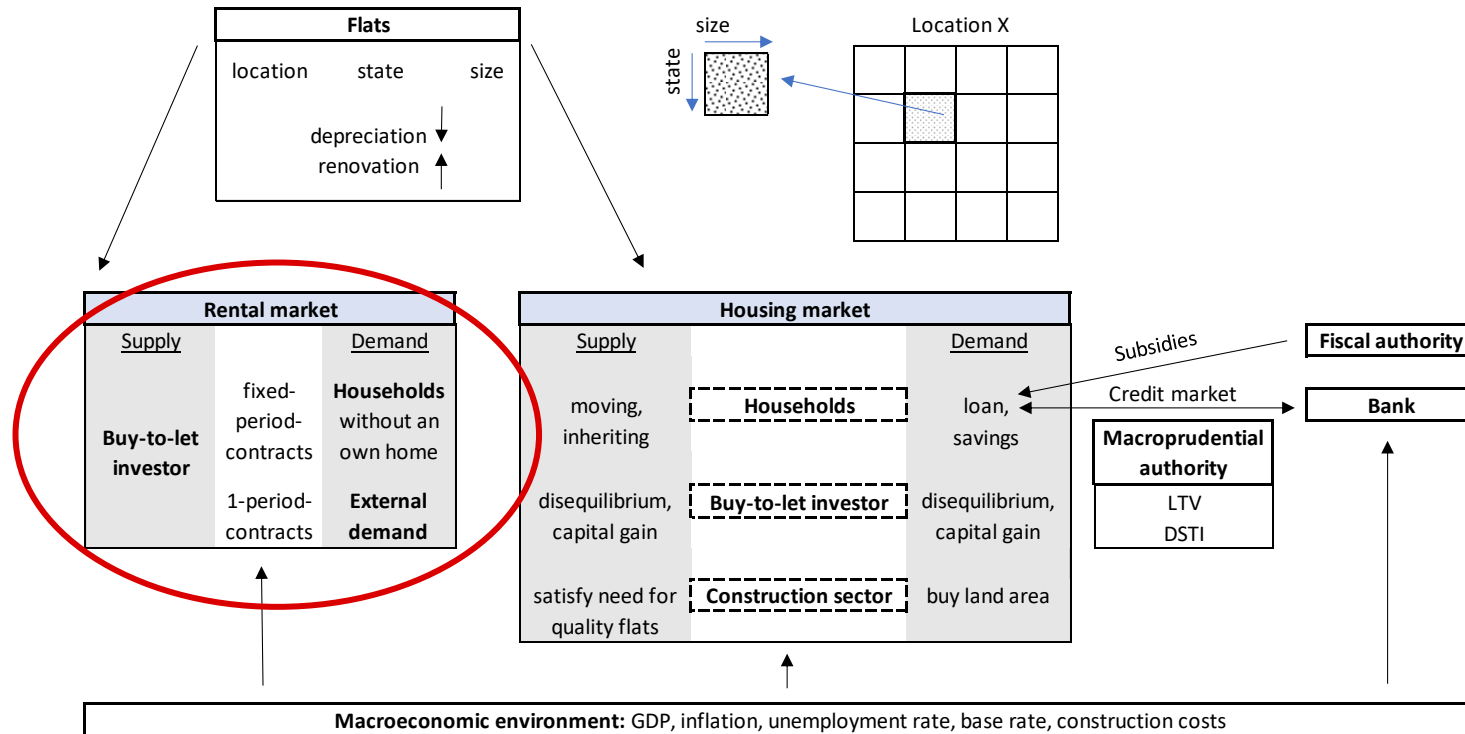 Flats
location state size
depreciation
renovation
size
state
Location X
Rental market
Supply
Demand
Buy-to-let
investor
fixed-
period-
contracts
1-period-
contracts
Households
without an
own home
External
demand
Housing market
Supply
Demand
moving,
inheriting
Households
loan,
savings
disequilibrium,
capital gain
Buy-to-let investor
disequilibrium,
capital gain
satisfy need for
quality flats
Construction sector
buy land area
Subsidies
Fiscal authority
Credit market
Bank
Macroprudential
authority
LTV
DSTI
Macroeconomic environment: GDP, inflation, unemployment rate, base rate, construction costs